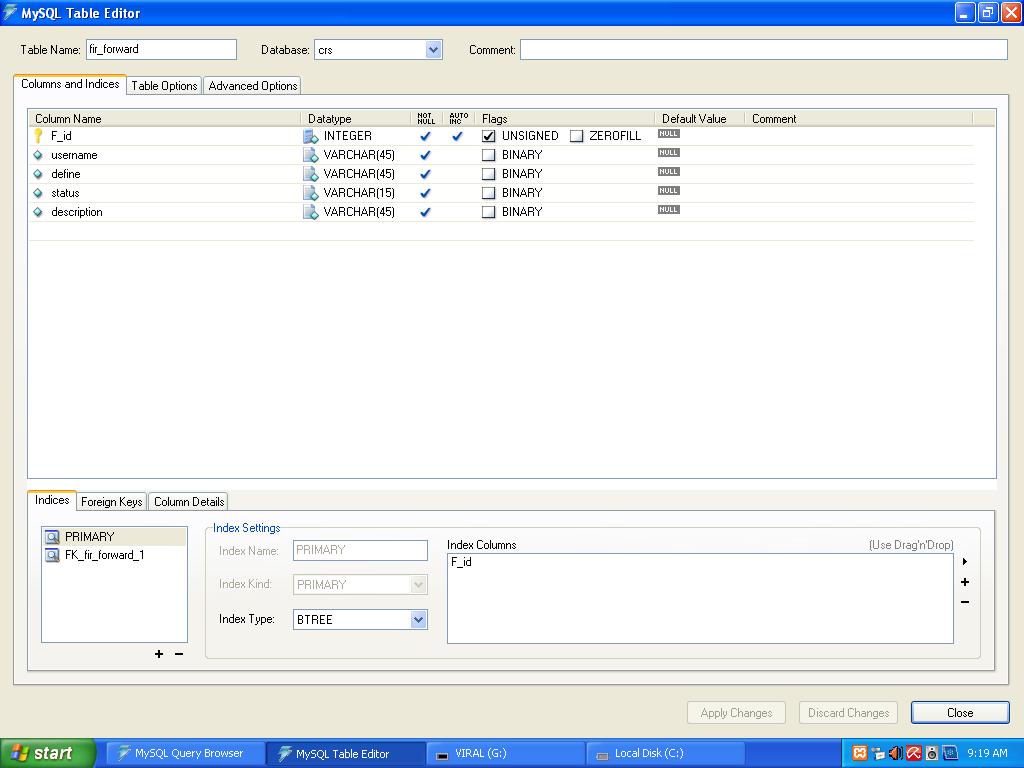 MySQL Table Editor
Table Name: fir_forward Database: crs Comment:
Columns and Indices Table Options Advanced Options
Column Name Datatype NOT NULL AUTO INC Flags Default Value Comment
F_id INTEGER UNSIGNED ZEROFILL NULL
username VARCHAR(45) BINARY NULL
define VARCHAR(45) BINARY NULL
status VARCHAR(15) BINARY NULL
description VARCHAR(45) BINARY NULL
Indices Foreign Keys Column Details
PRIMARY
FK_fir_forward_1
Index Settings
Index Name: PRIMARY
Index Kind: PRIMARY
Index Type: BTREE
Index Columns (Use Drag'n'Drop)
F_id
Apply Changes Discard Changes Close
start MySQL Query Browser MySQL Table Editor VIRAL (G:) Local Disk (C:) 9:19 AM